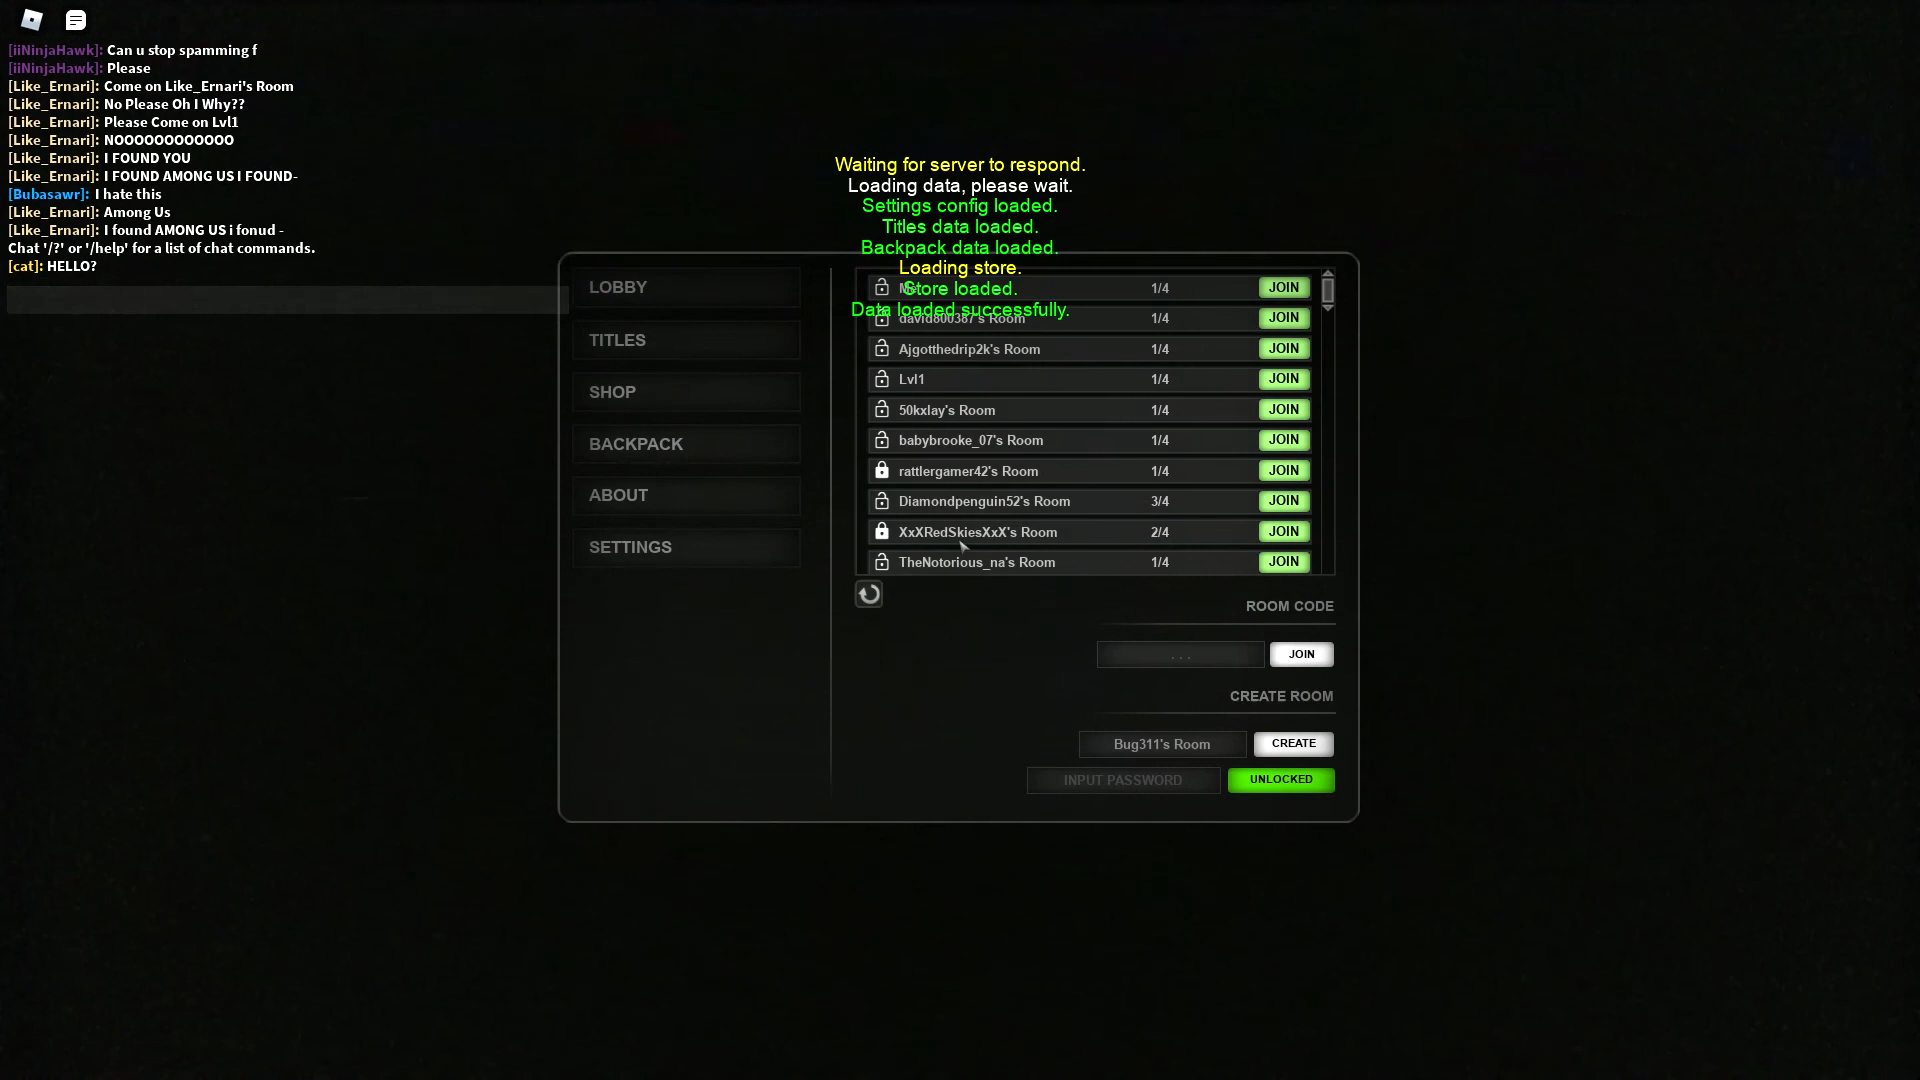 [iiNinjaHawk]: Can u stop spamming f
[iiNinjaHawk]: Please
[Like_Ernari]: Come on Like_Ernari's Room
[Like_Ernari]: No Please Oh I Why??
[Like_Ernari]: Please Come on Lvl1
[Like_Ernari]: NOOOOOOOOOOOO
[Like_Ernari]: I FOUND YOU
[Like_Ernari]: I FOUND AMONG US I FOUND-
[Bubasawr]: I hate this
[Like_Ernari]: Among Us
[Like_Ernari]: I found AMONG US i fonud -
Chat '/?' or '/help' for a list of chat commands.
[cat]: HELLO?
Waiting for server to respond.
Loading data, please wait.
Settings config loaded.
Titles data loaded.
Backpack data loaded.
Loading store.
Store loaded.
Data loaded successfully.
LOBBY
TITLES
SHOP
BACKPACK
ABOUT
SETTINGS
1/4 JOIN
david800387's Room 1/4 JOIN
Ajgotthedrip2k's Room 1/4 JOIN
Lvl1 1/4 JOIN
50kxlay's Room 1/4 JOIN
babybrooke_07's Room 1/4 JOIN
rattlergamer42's Room 1/4 JOIN
Diamondpenguin52's Room 3/4 JOIN
XxXRedSkiesXxX's Room 2/4 JOIN
TheNotorious_na's Room 1/4 JOIN
ROOM CODE
. . . JOIN
CREATE ROOM
Bug311's Room CREATE
INPUT PASSWORD UNLOCKED